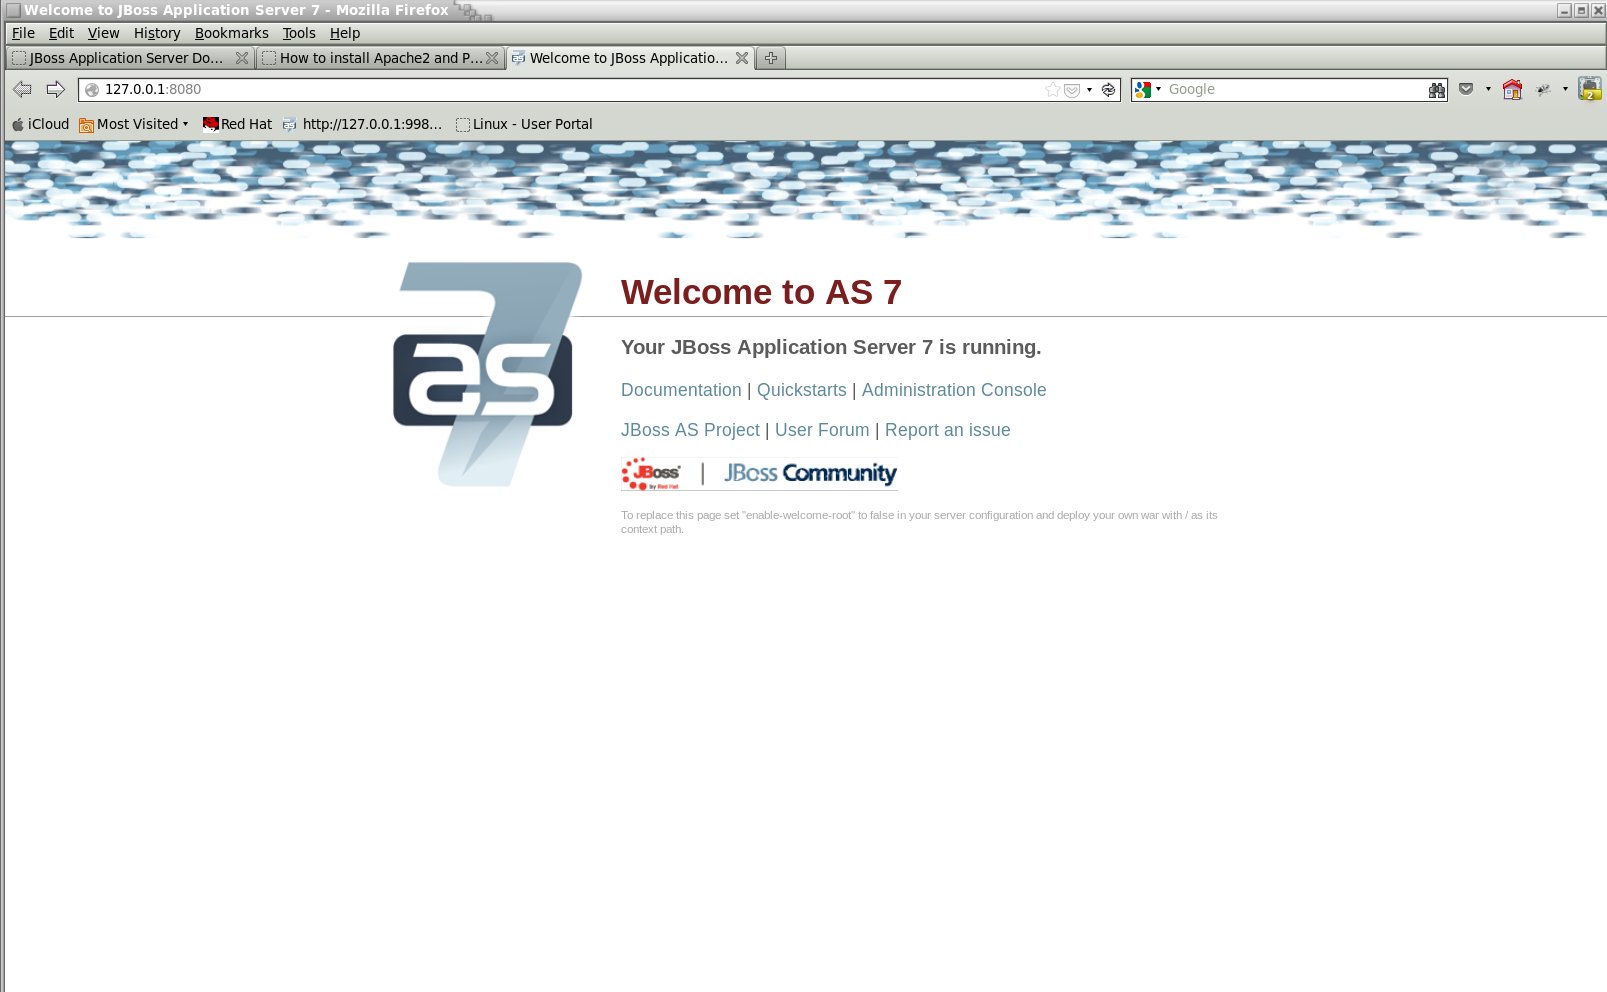 Welcome to JBoss Application Server 7 - Mozilla Firefox
File Edit View History Bookmarks Tools Help
JBoss Application Server Do... How to install Apache2 and P... Welcome to JBoss Applicatio...
127.0.0.1:8080 Google 2
iCloud Most Visited Red Hat http://127.0.0.1:998... Linux - User Portal
7
as
Welcome to AS 7
Your JBoss Application Server 7 is running.
Documentation | Quickstarts | Administration Console
JBoss AS Project | User Forum | Report an issue
JBoss by Red Hat | JBoss Community
To replace this page set "enable-welcome-root" to false in your server configuration and deploy your own war with / as its
context path.